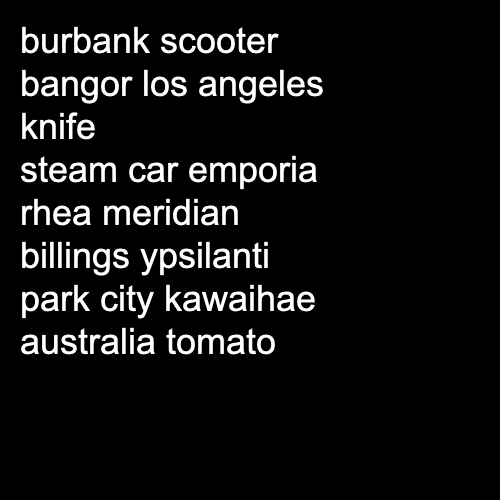 burbank scooter
bangor los angeles
knife
steam car emporia
rhea meridian
billings ypsilanti
park city kawaihae
australia tomato